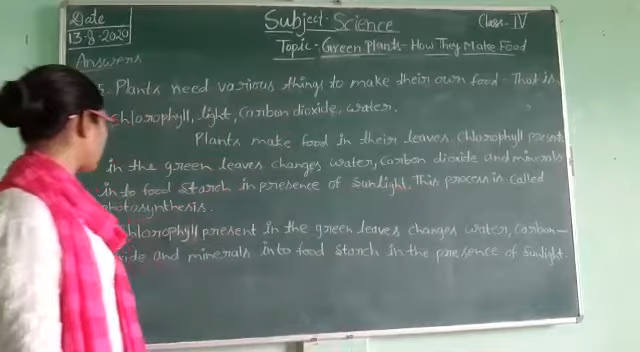 Date
13-8-2020
Subject:- Science
Class- IV
Topic - Green Plants - How They Make Food
Answers
5. Plants need various things to make their own food - That is
chlorophyll, light, carbon dioxide, water.
Plants make food in their leaves chlorophyll present
in the green leaves changes water, carbon dioxide and minerals
in to food starch in presence of sunlight. This process is called
photosynthesis.
chlorophyll present in the green leaves changes water, carbon-
and minerals into food starch in the presence of sunlight.